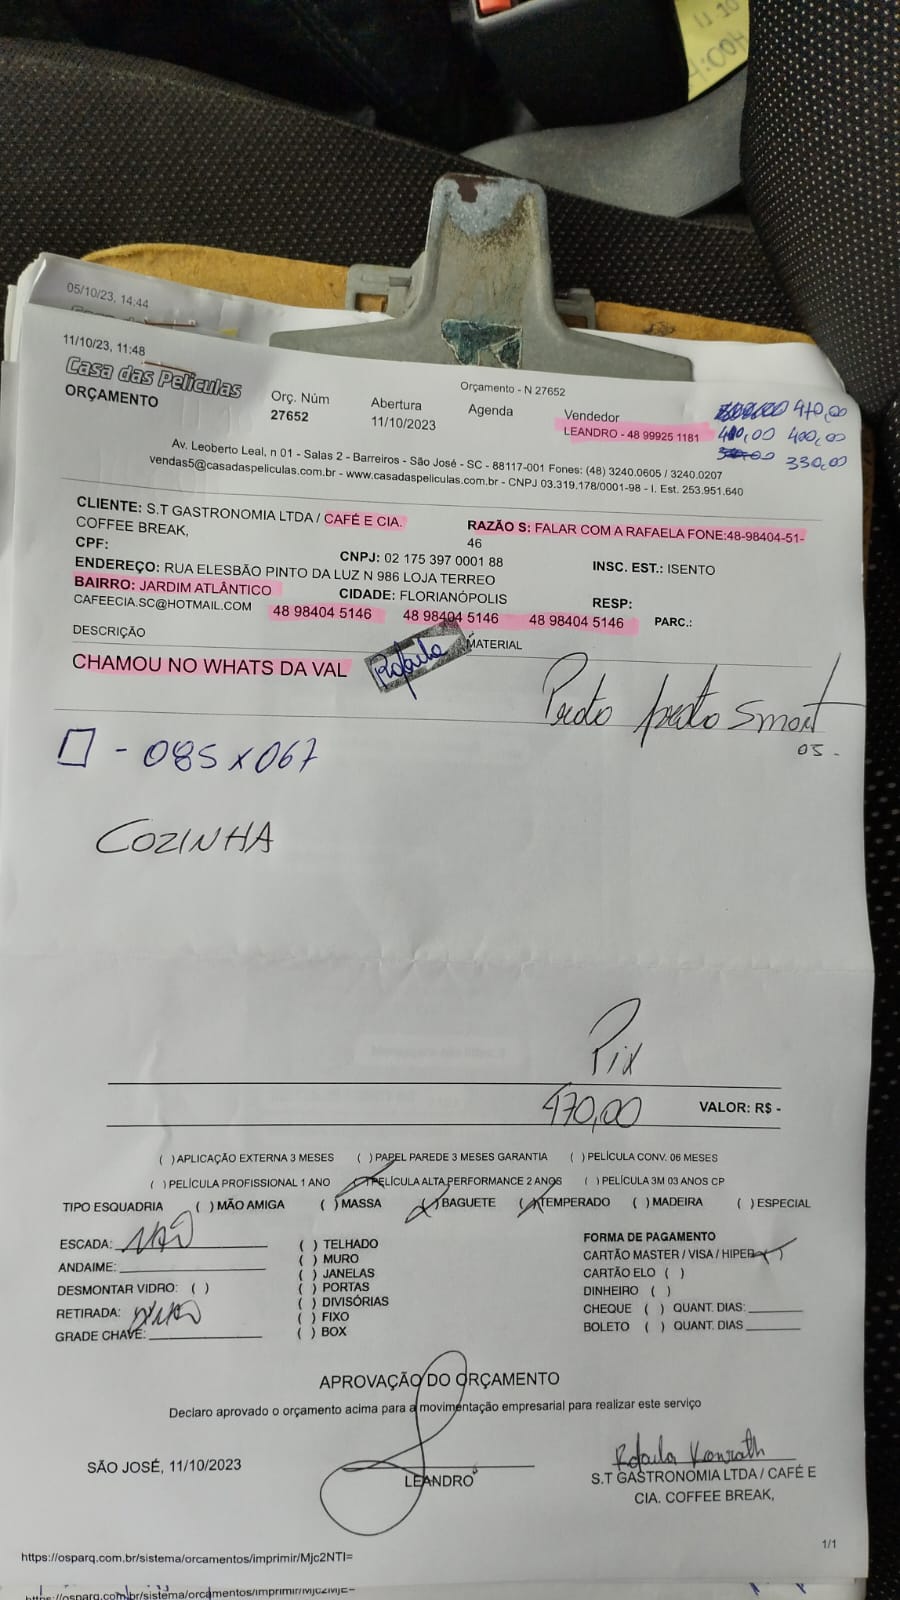 11 10
05/10/23, 14:44
11/10/23, 11:48
Orçamento - N 27652
Casa das Películas
ORÇAMENTO
Orç. Núm
27652
Abertura
11/10/2023
Agenda
Vendedor
LEANDRO - 48 99925 1181
470,00
400,00 400,00
330,00
Av. Leoberto Leal, n 01 - Salas 2 - Barreiros - São José - SC - 88117-001 Fones: (48) 3240.0605 / 3240.0207
vendas5@casadaspeliculas.com.br - www.casadaspeliculas.com.br - CNPJ 03.319.178/0001-98 - I. Est. 253.951.640
CLIENTE: S.T GASTRONOMIA LTDA / CAFÉ E CIA.
COFFEE BREAK,
RAZÃO S: FALAR COM A RAFAELA FONE:48-98404-51-
46
CPF:
CNPJ: 02 175 397 0001 88
INSC. EST.: ISENTO
ENDEREÇO: RUA ELESBÃO PINTO DA LUZ N 986 LOJA TERREO
BAIRRO: JARDIM ATLÂNTICO
CIDADE: FLORIANÓPOLIS
RESP:
CAFEECIA.SC@HOTMAIL.COM
48 98404 5146 48 98404 5146 48 98404 5146
PARC.:
DESCRIÇÃO
MATERIAL
CHAMOU NO WHATS DA VAL
Rafaela
Smart
05 -
- 085 x 067
COZINHA
Pix
470,00
VALOR: R$ -
( )APLICAÇÃO EXTERNA 3 MESES ( )PAPEL PAREDE 3 MESES GARANTIA ( )PELÍCULA CONV. 06 MESES
( )PELÍCULA PROFISSIONAL 1 ANO (X)PELÍCULA ALTA PERFORMANCE 2 ANOS ( )PELÍCULA 3M 03 ANOS CP
TIPO ESQUADRIA ( )MÃO AMIGA ( )MASSA (X)BAGUETE (X)TEMPERADO ( )MADEIRA ( )ESPECIAL
ESCADA: NÃO
ANDAIME:
DESMONTAR VIDRO: ( )
RETIRADA: NÃO
GRADE CHAVE:
( ) TELHADO
( ) MURO
( ) JANELAS
( ) PORTAS
( ) DIVISÓRIAS
( ) FIXO
( ) BOX
FORMA DE PAGAMENTO
CARTÃO MASTER / VISA / HIPER
CARTÃO ELO ( )
DINHEIRO ( )
CHEQUE ( ) QUANT. DIAS:
BOLETO ( ) QUANT. DIAS
APROVAÇÃO DO ORÇAMENTO
Declaro aprovado o orçamento acima para a movimentação empresarial para realizar este serviço
SÃO JOSÉ, 11/10/2023
LEANDRO
Rafaela Konrath
S.T GASTRONOMIA LTDA / CAFÉ E
CIA. COFFEE BREAK,
1/1
https://osparq.com.br/sistema/orcamentos/imprimir/Mjc2NTI=